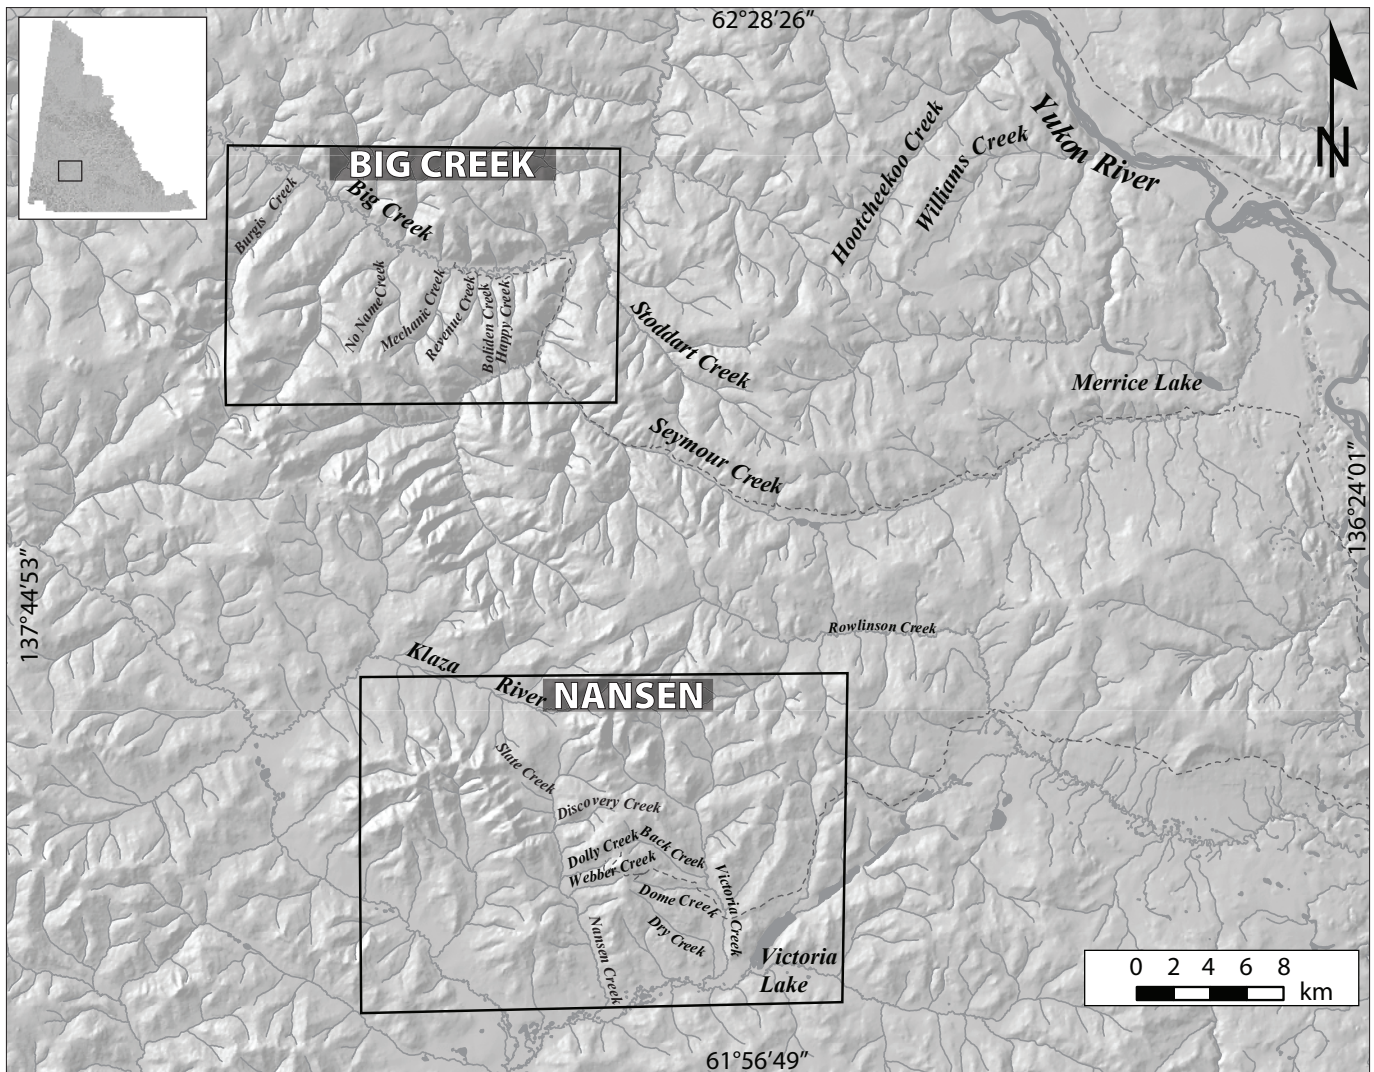 62°28'26"
N
BIG CREEK
Burgis Creek
Big Creek
No Name Creek
Mechanic Creek
Revenue Creek
Boliden Creek
Happy Creek
Hootcheekoo Creek
Williams Creek
Yukon River
Stoddart Creek
Merrice Lake
Seymour Creek
136°24'01"
137°44'53"
Rowlinson Creek
Klaza
River
NANSEN
Slate Creek
Discovery Creek
Dolly Creek
Back Creek
Webber Creek
Dome Creek
Victoria Creek
Dry Creek
Nansen Creek
Victoria
Lake
0 2 4 6 8
km
61°56'49"